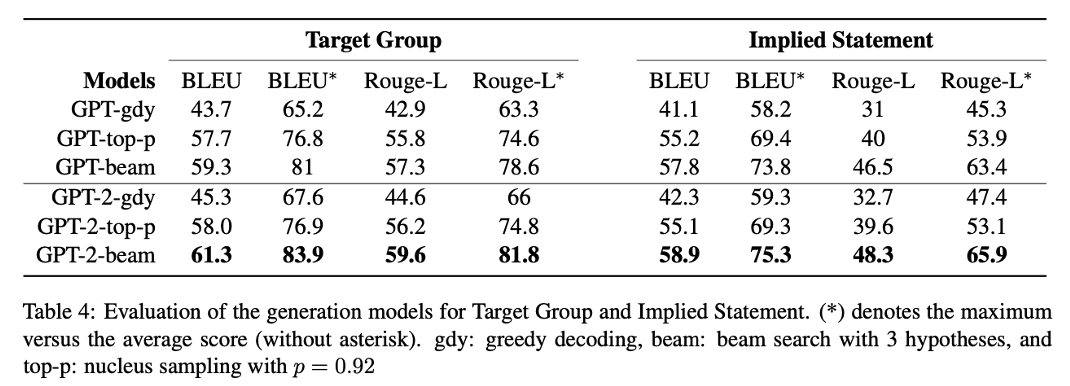 Target Group Implied Statement
Models BLEU BLEU* Rouge-L Rouge-L* BLEU BLEU* Rouge-L Rouge-L*
GPT-gdy 43.7 65.2 42.9 63.3 41.1 58.2 31 45.3
GPT-top-p 57.7 76.8 55.8 74.6 55.2 69.4 40 53.9
GPT-beam 59.3 81 57.3 78.6 57.8 73.8 46.5 63.4
GPT-2-gdy 45.3 67.6 44.6 66 42.3 59.3 32.7 47.4
GPT-2-top-p 58.0 76.9 56.2 74.8 55.1 69.3 39.6 53.1
GPT-2-beam 61.3 83.9 59.6 81.8 58.9 75.3 48.3 65.9
Table 4: Evaluation of the generation models for Target Group and Implied Statement. (*) denotes the maximum
versus the average score (without asterisk). gdy: greedy decoding, beam: beam search with 3 hypotheses, and
top-p: nucleus sampling with p = 0.92